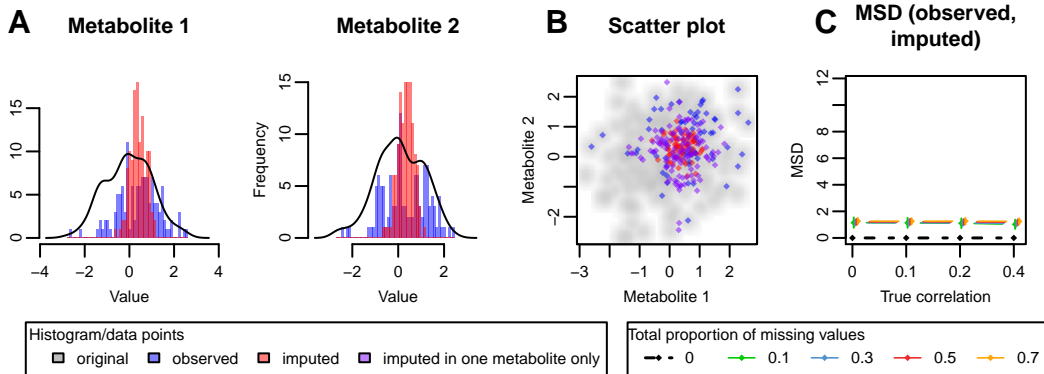 A
Metabolite 1
Metabolite 2
B
Scatter plot
C
MSD (observed,
imputed)
0 5 10 15
−4 −2 0 2 4
Value
Frequency
0 5 10 15
−4 −2 0 2 4
Value
Metabolite 2
−2 0 1 2
−3 −2 −1 0 1 2
Metabolite 1
MSD
0 2 4 8 12
0 0.1 0.2 0.4
True correlation
Histogram/data points
original observed imputed imputed in one metabolite only
Total proportion of missing values
0 0.1 0.3 0.5 0.7